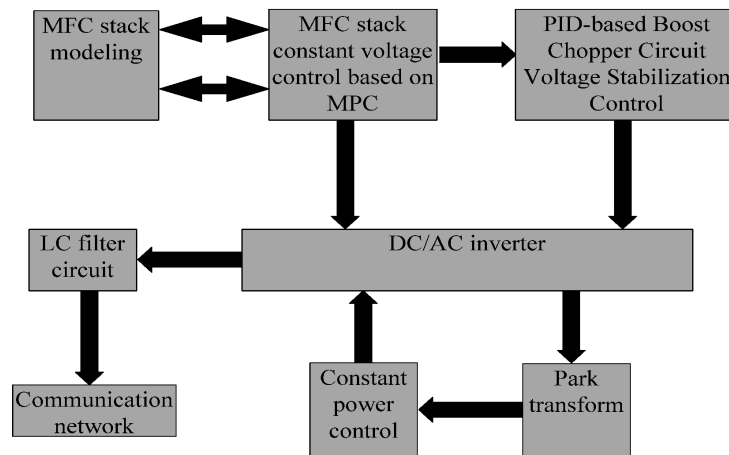 MFC stack
modeling
MFC stack
constant voltage
control based on
MPC
PID-based Boost
Chopper Circuit
Voltage Stabilization
Control
DC/AC inverter
LC filter
circuit
Communication
network
Constant
power
control
Park
transform